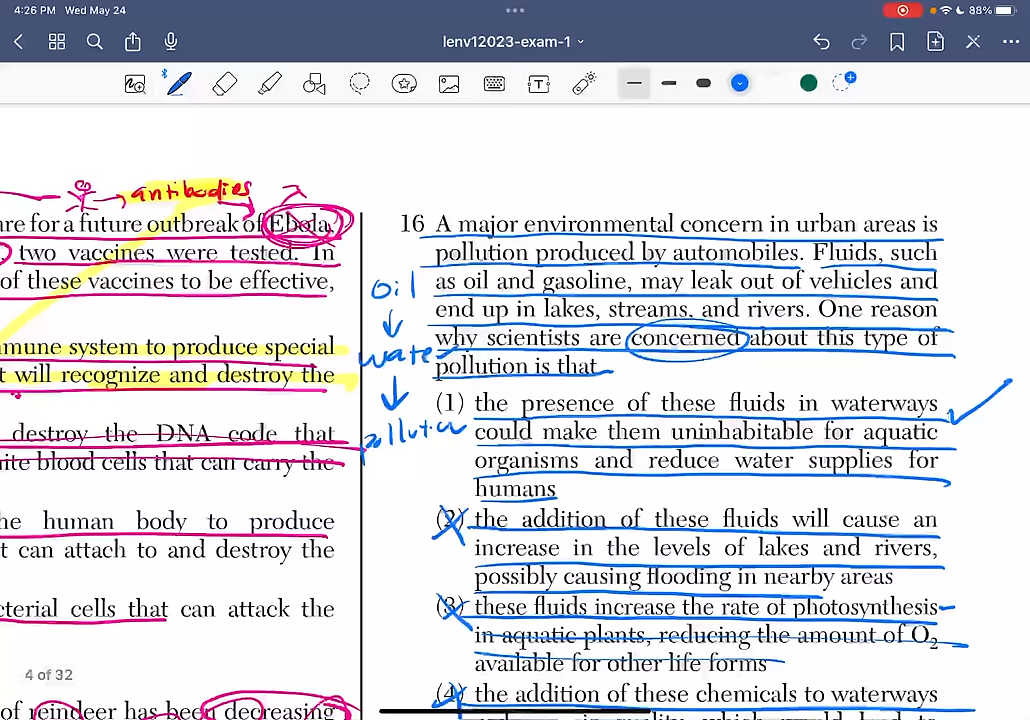 4:26 PM Wed May 24
88%
lenv12023-exam-1
antibodies
are for a future outbreak of Ebola,
two vaccines were tested. In
of these vaccines to be effective,
mmune system to produce special
t will recognize and destroy the
destroy the DNA code that
ite blood cells that can carry the
he human body to produce
t can attach to and destroy the
cterial cells that can attack the
4 of 32
of reindeer has been decreasing
oil
water
pollution
16 A major environmental concern in urban areas is
pollution produced by automobiles. Fluids, such
as oil and gasoline, may leak out of vehicles and
end up in lakes, streams, and rivers. One reason
why scientists are concerned about this type of
pollution is that
(1) the presence of these fluids in waterways
could make them uninhabitable for aquatic
organisms and reduce water supplies for
humans
(2) the addition of these fluids will cause an
increase in the levels of lakes and rivers,
possibly causing flooding in nearby areas
(3) these fluids increase the rate of photosynthesis
in aquatic plants, reducing the amount of O₂
available for other life forms
(4) the addition of these chemicals to waterways